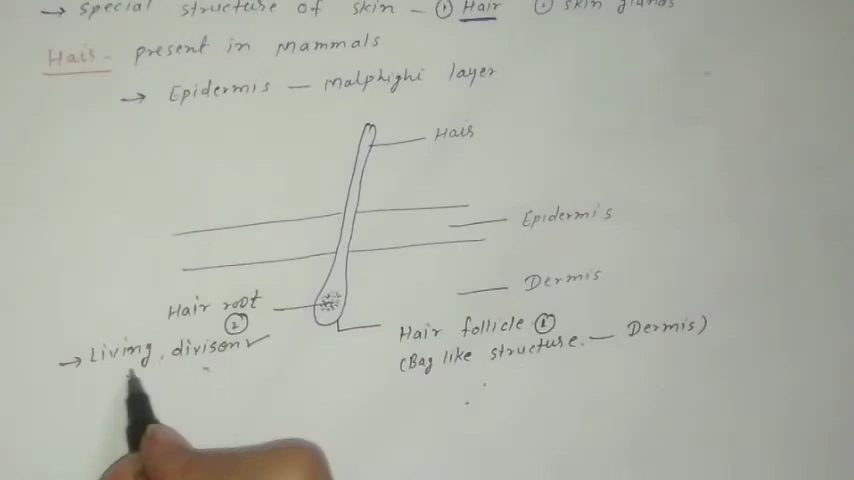 → special structure of skin - ① Hair ② skin glands
Hair - present in Mammals
→ Epidermis — malphighi layer
Hair
Epidermis
Dermis
Hair root
②
Hair follicle ①
(Bag like structure. — Dermis)
→ Living, divison ✓